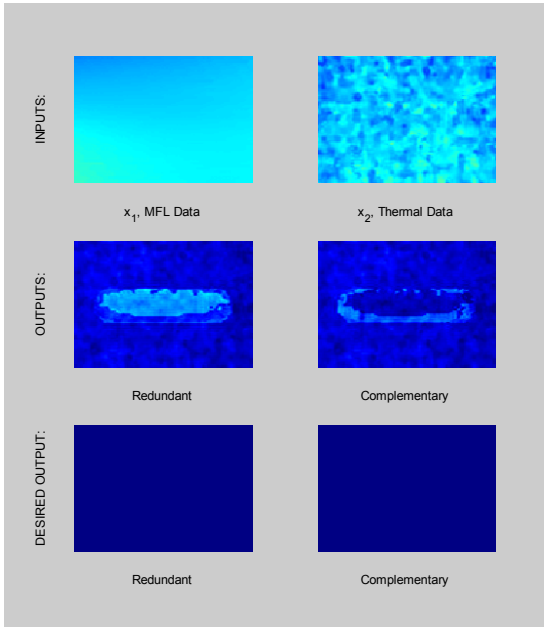 INPUTS:
x1, MFL Data
x2, Thermal Data
OUTPUTS:
Redundant
Complementary
DESIRED OUTPUT:
Redundant
Complementary